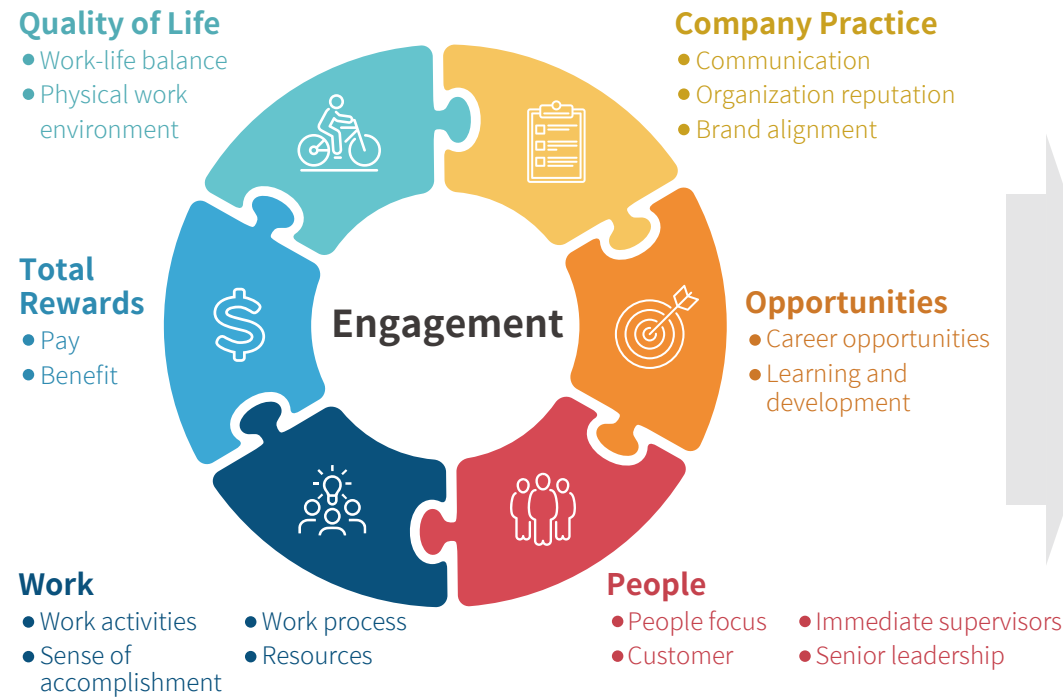 Quality of Life
Work-life balance
Physical work
environment
Company Practice
Communication
Organization reputation
Brand alignment
Total
Rewards
Pay
Benefit
Engagement
$
Opportunities
Career opportunities
Learning and
development
Work
Work activities
Sense of
accomplishment
Work process
Resources
People
People focus
Customer
Immediate supervisors
Senior leadership